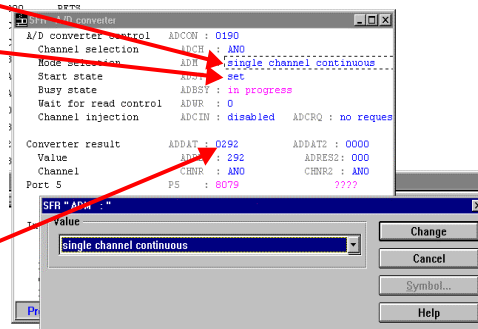 RETS
SFR - A/D converter
A/D converter control ADCON : 0190
Channel selection ADCH : AN0
Mode selection ADM : single channel continuous
Start state ADST : set
Busy state ADBSY : in progress
Wait for read control ADWR : 0
Channel injection ADCIN : disabled ADCRQ : no reques
Converter result ADDAT : 0292 ADDAT2 : 0000
Value : 292 ADRES2: 000
Channel CHNR : AN0 CHNR2 : AN0
Port 5 P5 : 8079 ????
SFR "ADM :"
Value
single channel continuous
Change
Cancel
Symbol...
Help